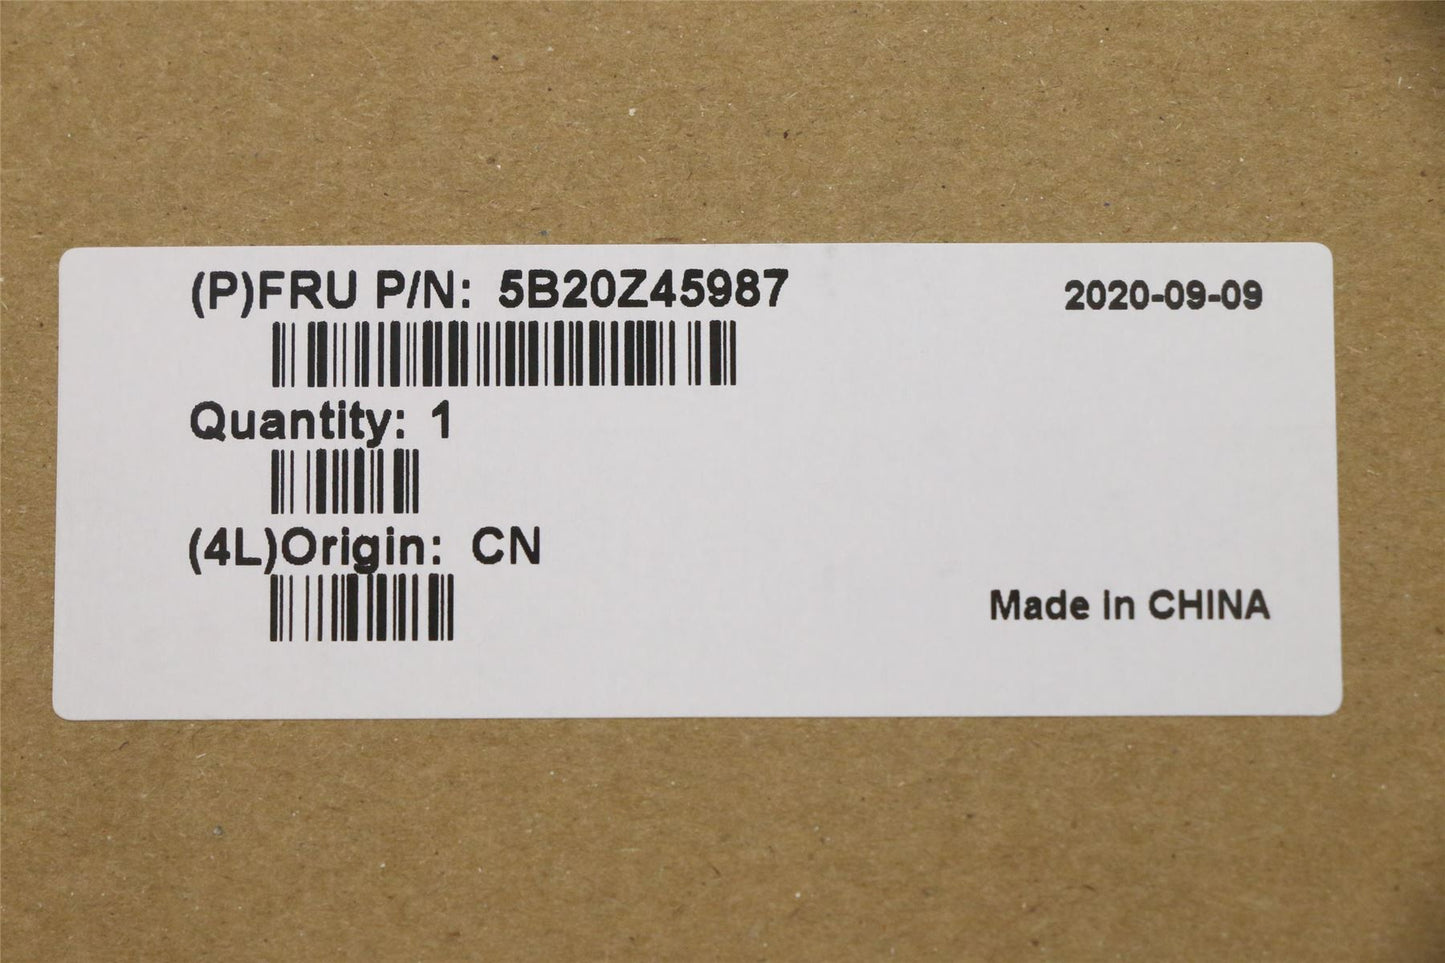 (P)FRU P/N: 5B20Z45987
2020-09-09
Quantity: 1
(4L)Origin: CN
Made in CHINA